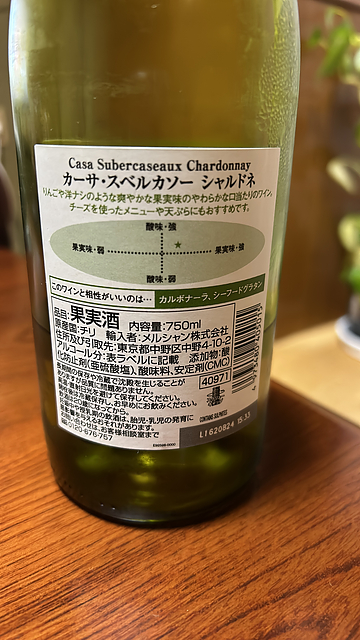 Casa Subercaseaux Chardonnay
カーサ・スベルカソー シャルドネ
りんごや洋ナシのような爽やかな果実味のやわらかな口当たりのワイン。
チーズを使ったメニューや天ぷらにもおすすめです。
酸味・強
果実味・弱
果実味・強
酸味・弱
このワインと相性がいいのは… カルボナーラ、シーフードグラタン
品目:果実酒 内容量:750ml
原産国:チリ 輸入者:メルシャン株式会社
住所及び引取先:東京都中野区中野4-10-2
アルコール分:表ラベルに記載 添加物:酸
化防止剤(亜硫酸塩)、酸味料、安定剤(CMC)
40971
CONTAINS SULFITES
L1620824 15:33